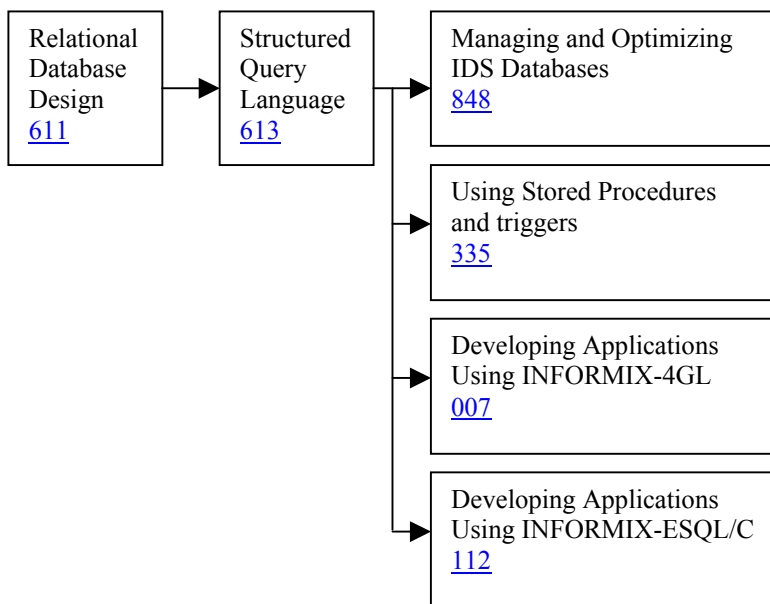 Relational
Database
Design
611
Structured
Query
Language
613
Managing and Optimizing
IDS Databases
848
Using Stored Procedures
and triggers
335
Developing Applications
Using INFORMIX-4GL
007
Developing Applications
Using INFORMIX-ESQL/C
112